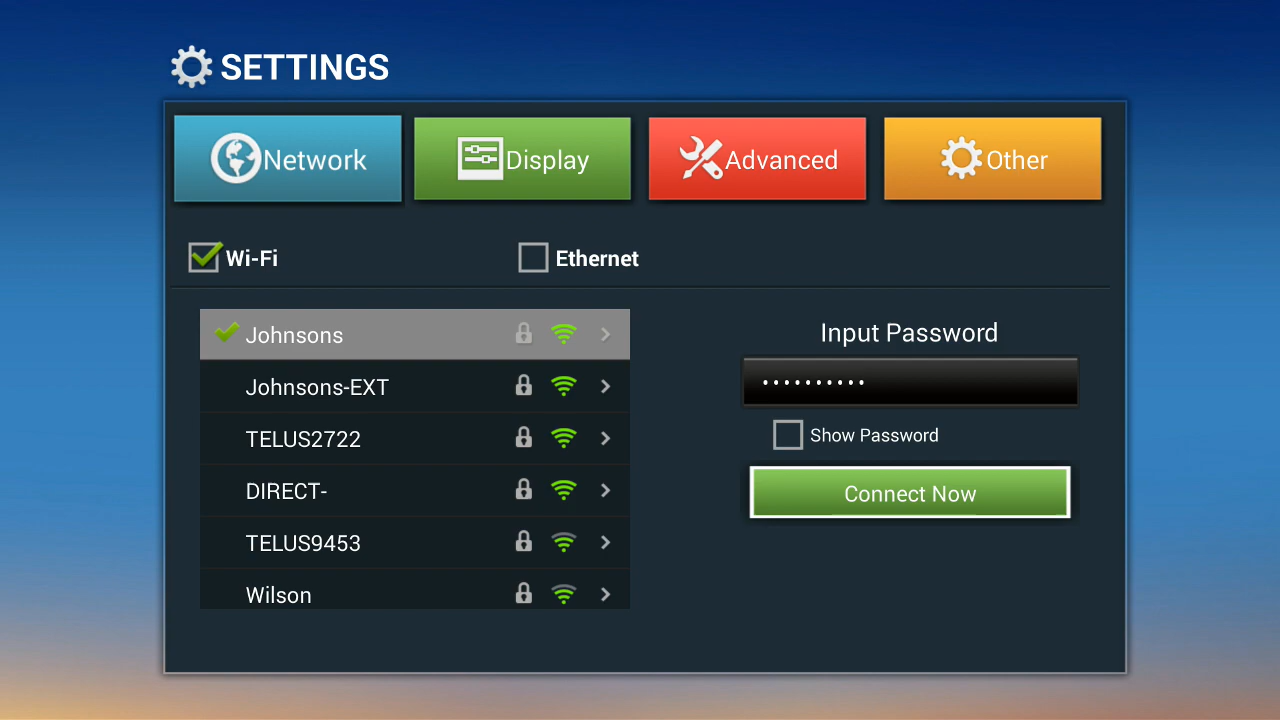 SETTINGS
Network
Display
Advanced
Other
Wi-Fi
Ethernet
Johnsons
Johnsons-EXT
TELUS2722
DIRECT-
TELUS9453
Wilson
Input Password
••••••••••
Show Password
Connect Now